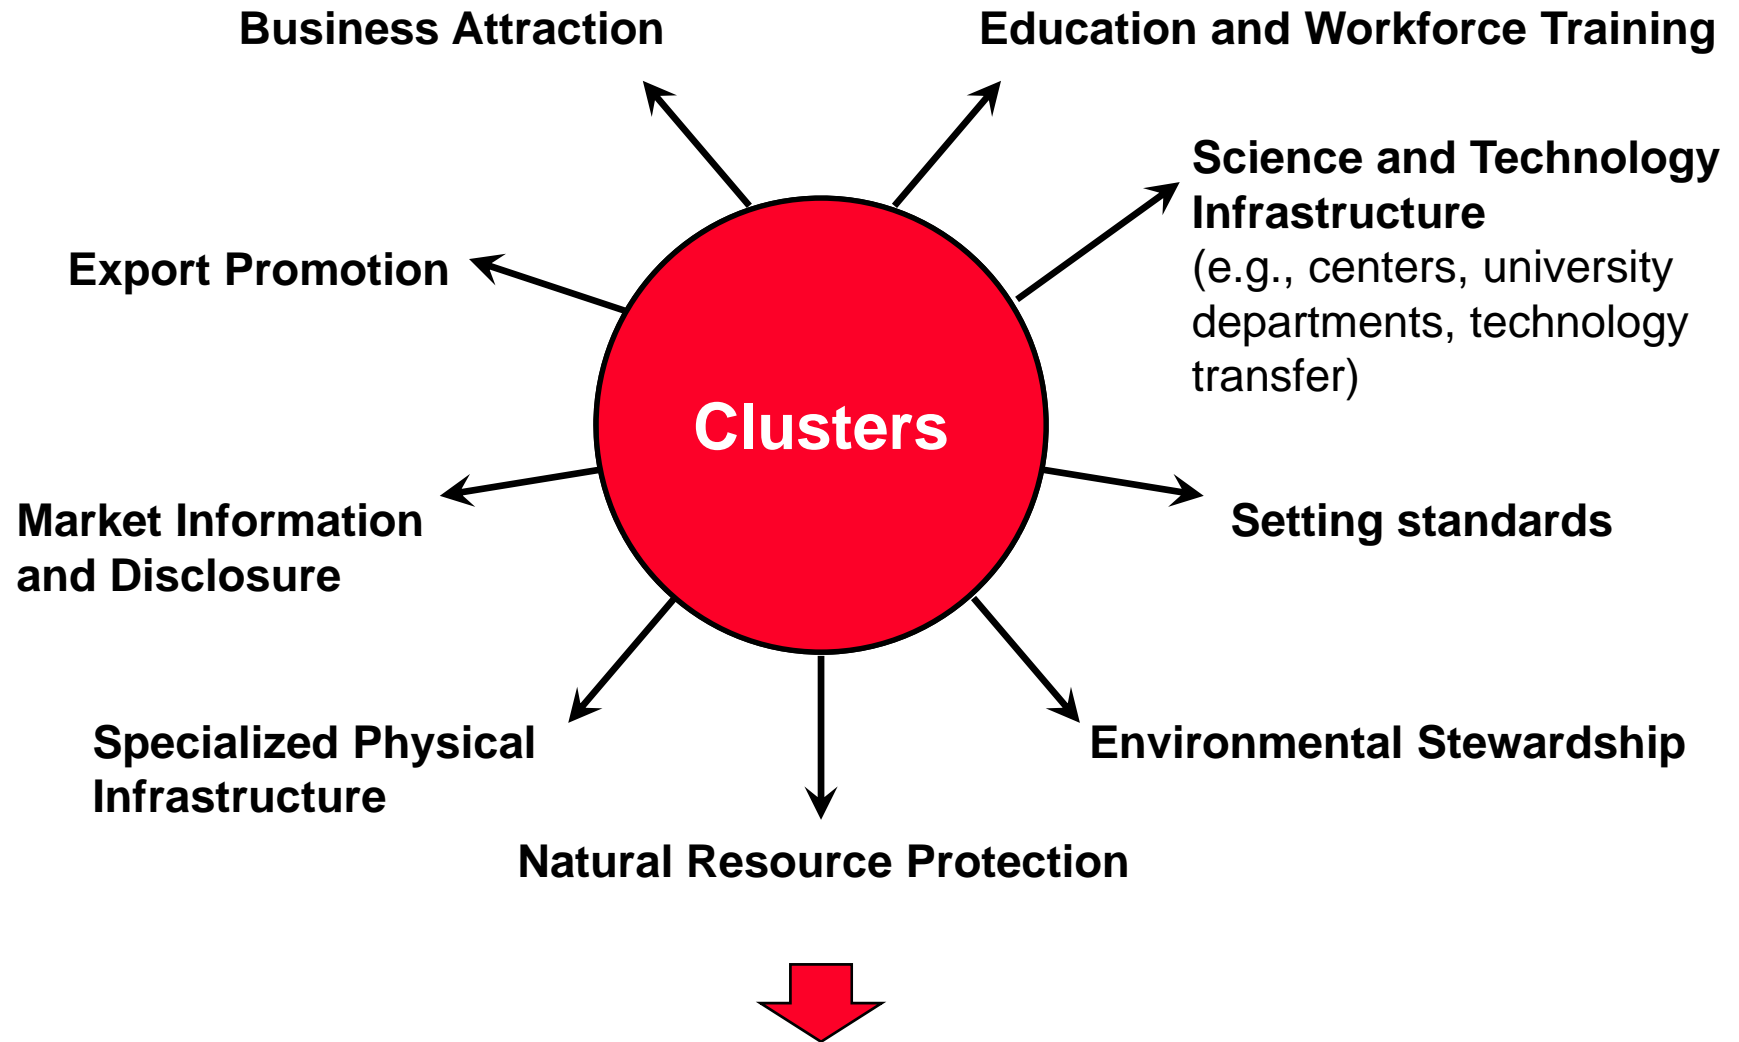 Business Attraction
Education and Workforce Training
Science and Technology
Infrastructure
(e.g., centers, university
departments, technology
transfer)
Export Promotion
Clusters
Market Information
and Disclosure
Setting standards
Specialized Physical
Infrastructure
Environmental Stewardship
Natural Resource Protection